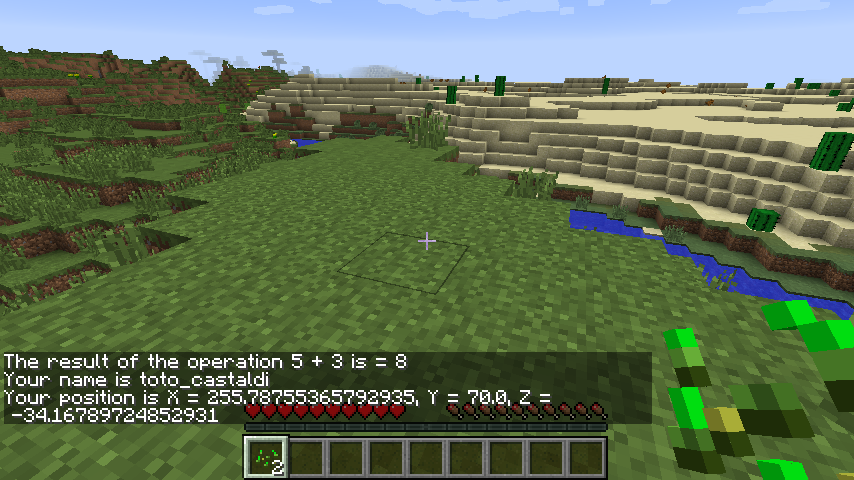 The result of the operation 5 + 3 is = 8
Your name is toto_castaldi
Your position is X = 255.78755365792935, Y = 70.0, Z =
-34.167897724852931
2